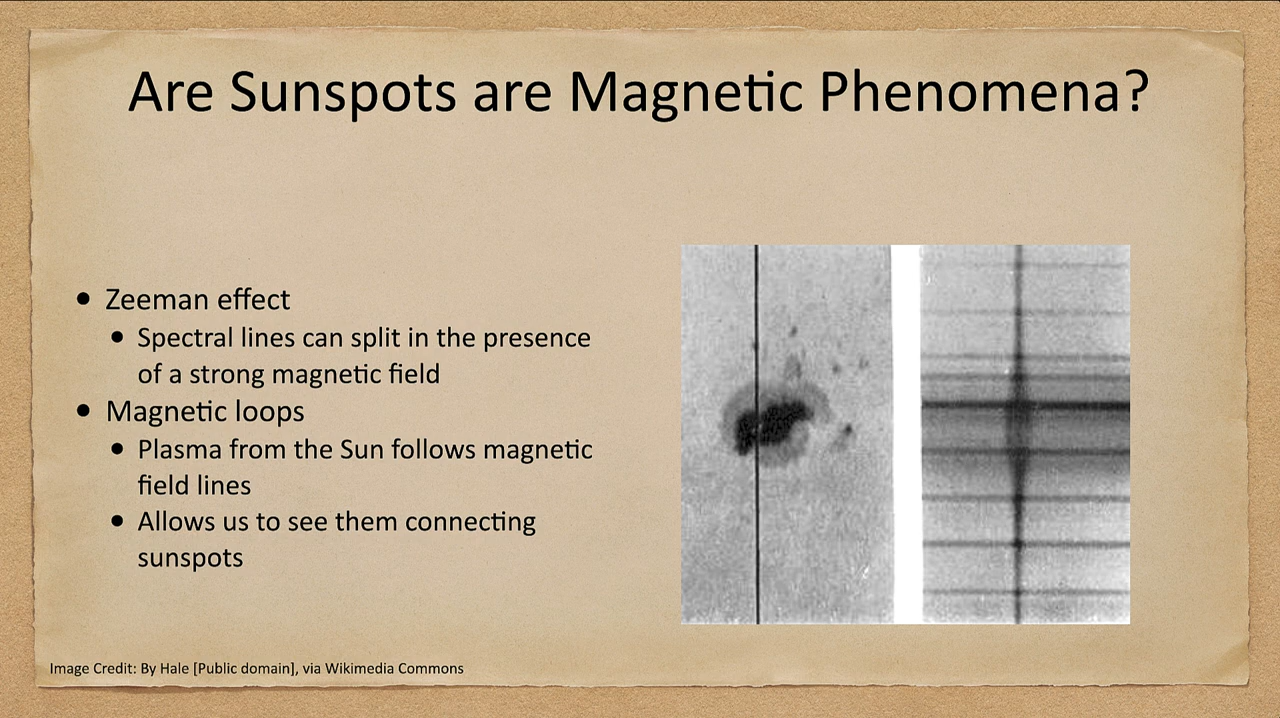 Are Sunspots are Magnetic Phenomena?
• Zeeman effect
• Spectral lines can split in the presence
of a strong magnetic field
• Magnetic loops
• Plasma from the Sun follows magnetic
field lines
• Allows us to see them connecting
sunspots
Image Credit: By Hale [Public domain], via Wikimedia Commons